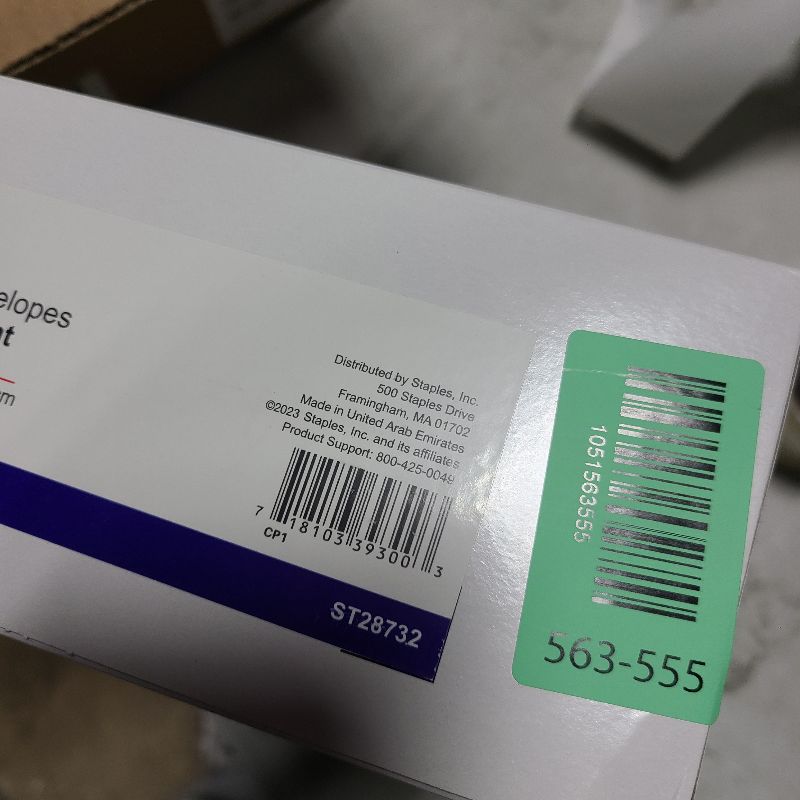 elopes
t
m
Distributed by Staples, Inc.
500 Staples Drive
Framingham, MA 01702
Made in United Arab Emirates
©2023 Staples, Inc. and its affiliates
Product Support: 800-425-0049
7 18103 39300 3
CP1
ST28732
1051563555
563-555